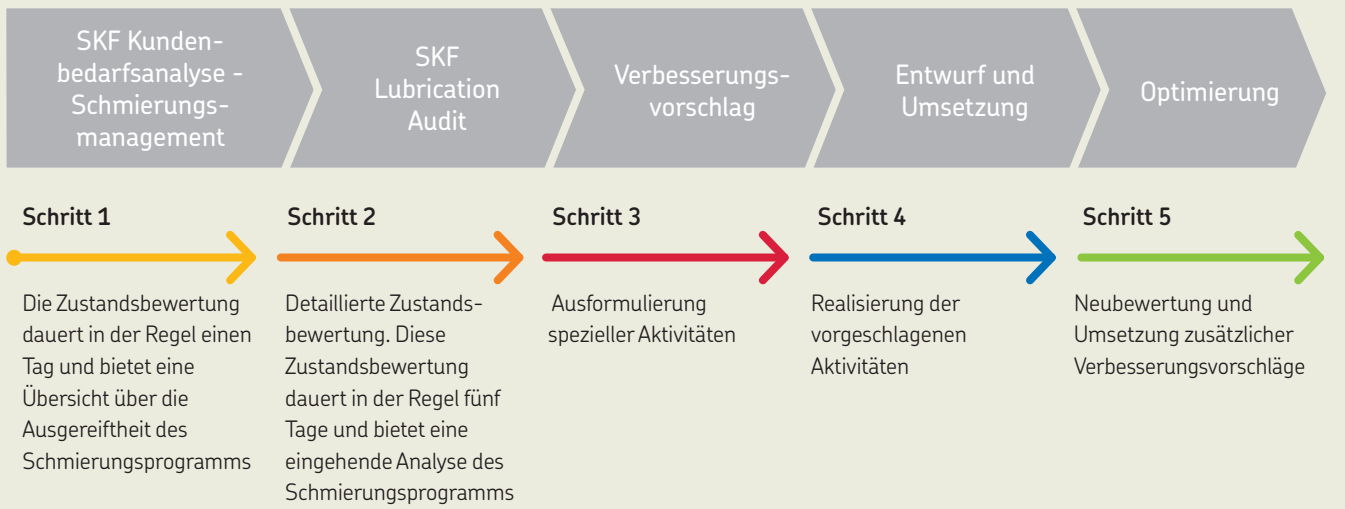 SKF Kunden-
bedarfsanalyse -
Schmierungs-
management
SKF
Lubrication
Audit
Verbesserungs-
vorschlag
Entwurf und
Umsetzung
Optimierung
Schritt 1
Die Zustandsbewertung
dauert in der Regel einen
Tag und bietet eine
Übersicht über die
Ausgereiftheit des
Schmierungsprogramms
Schritt 2
Detaillierte Zustands-
bewertung. Diese
Zustandsbewertung
dauert in der Regel fünf
Tage und bietet eine
eingehende Analyse des
Schmierungsprogramms
Schritt 3
Ausformulierung
spezieller Aktivitäten
Schritt 4
Realisierung der
vorgeschlagenen
Aktivitäten
Schritt 5
Neubewertung und
Umsetzung zusätzlicher
Verbesserungsvorschläge